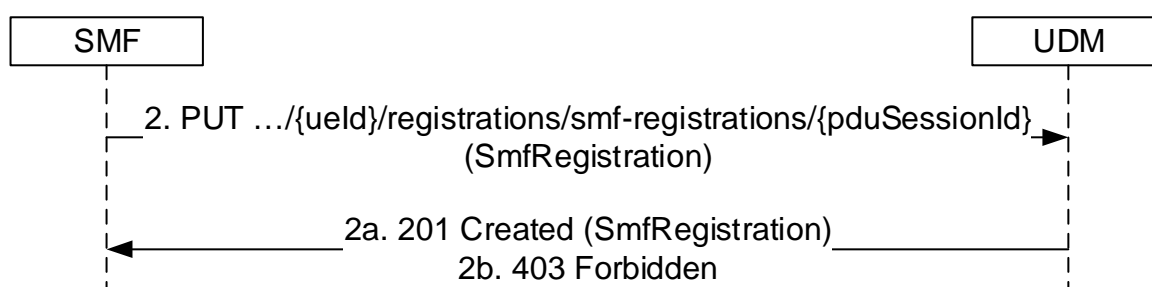 SMF
UDM
2. PUT …/{ueId}/registrations/smf-registrations/{pduSessionId}
(SmfRegistration)
2a. 201 Created (SmfRegistration)
2b. 403 Forbidden